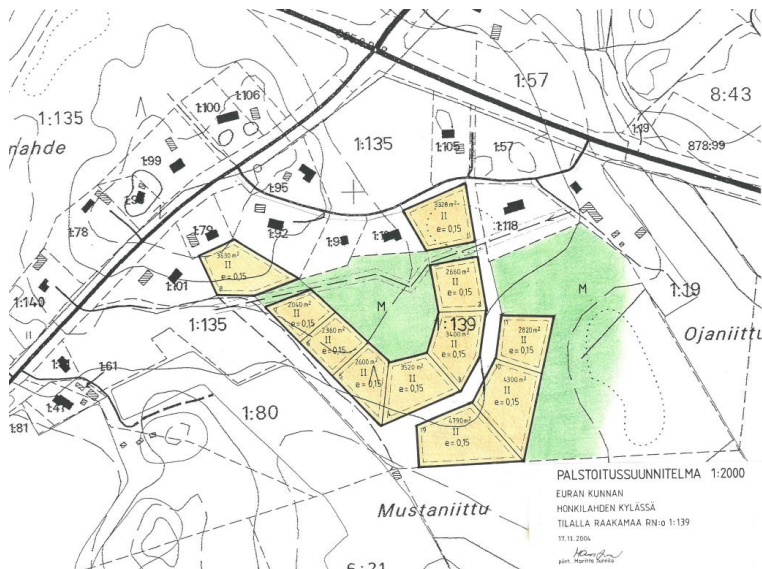 1:57
8:43
1:106
1:100
1:135
1:19
nahde
1:135
1:105
1:57
878:99
1:99
1:95
3328 m²
II
e = 0,15
1:118
1:78
1:79
1:92
3630 m²
II
e = 0,15
1:101
2660 m²
II
e = 0,15
1:140
M
M
1:19
2040 m²
II
e = 0,15
1:135
1:139
2360 m²
II
e = 0,15
3400 m²
II
e = 0,15
2820 m²
II
e = 0,15
Ojaniittu
1:61
2600 m²
II
e = 0,15
3520 m²
II
e = 0,15
4300 m²
II
e = 0,15
1:41
1:80
1:81
4790 m²
II
e = 0,15
PALSTOITUSSUUNNITELMA 1:2000
EURAN KUNNAN
HONKILAHDEN KYLÄSSÄ
TILALLA RAAKAMAA RN:o 1:139
17.11.2004
Mustaniittu
6:21